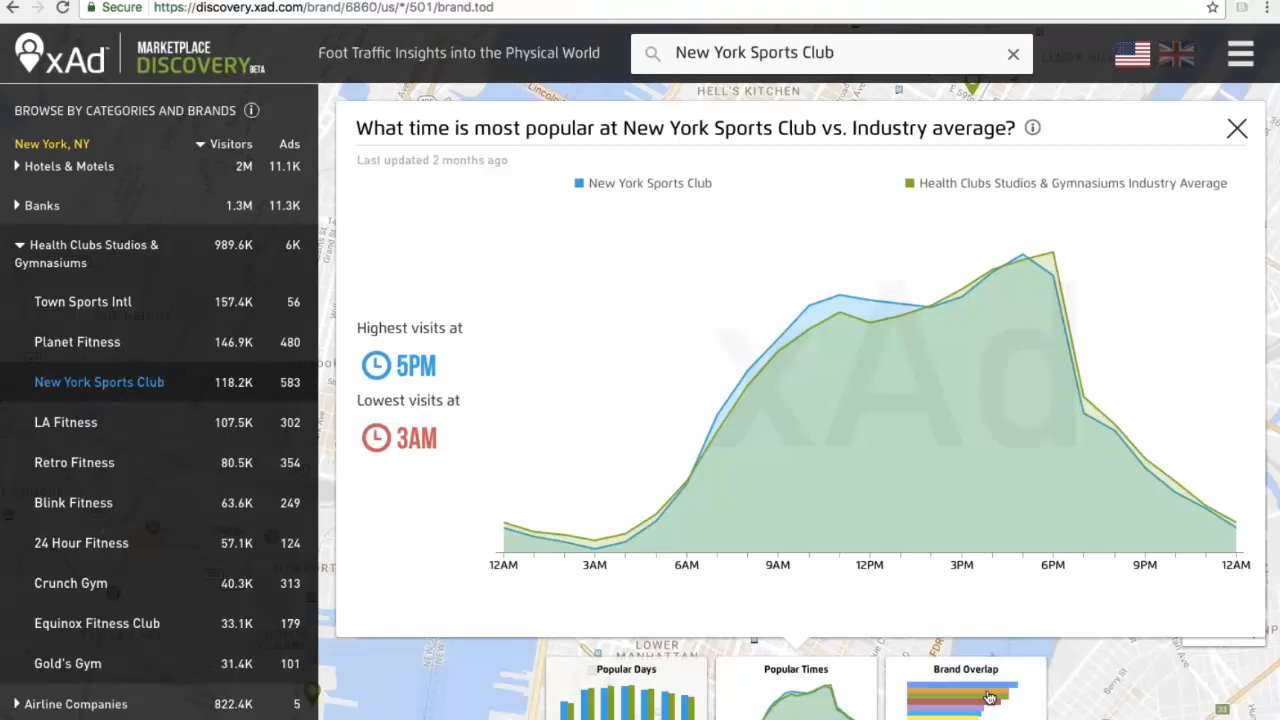 Secure https://discovery.xad.com/brand/6860/us/*/501/brand.tod
xAd MARKETPLACE DISCOVERY BETA
Foot Traffic Insights into the Physical World
New York Sports Club
BROWSE BY CATEGORIES AND BRANDS
New York, NY Visitors Ads
Hotels & Motels 2M 11.1K
Banks 1.3M 11.3K
Health Clubs Studios & Gymnasiums 989.6K 6K
Town Sports Intl 157.4K 56
Planet Fitness 146.9K 480
New York Sports Club 118.2K 583
LA Fitness 107.5K 302
Retro Fitness 80.5K 354
Blink Fitness 63.6K 249
24 Hour Fitness 57.1K 124
Crunch Gym 40.3K 313
Equinox Fitness Club 33.1K 179
Gold's Gym 31.4K 101
Airline Companies 822.4K 5
Lincoln
HELL'S KITCHEN
E 59th
What time is most popular at New York Sports Club vs. Industry average?
Last updated 2 months ago
New York Sports Club
Health Clubs Studios & Gymnasiums Industry Average
xAd
Highest visits at
5PM
Lowest visits at
3AM
12AM 3AM 6AM 9AM 12PM 3PM 6PM 9PM 12AM
LOWER
MANHATTAN
FDR
Berry St
33
Popular Days
Popular Times
Brand Overlap